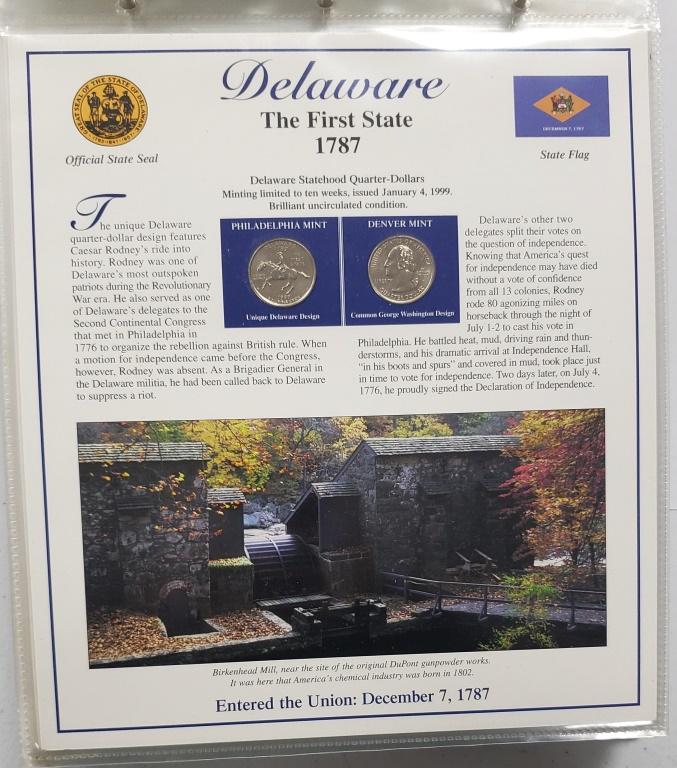 Delaware
The First State
1787
GREAT SEAL OF THE STATE OF DELAWARE
Official State Seal
DECEMBER 7, 1787
State Flag
Delaware Statehood Quarter-Dollars
Minting limited to ten weeks, issued January 4, 1999.
Brilliant uncirculated condition.
The unique Delaware
quarter-dollar design features
Caesar Rodney's ride into
history. Rodney was one of
Delaware's most outspoken
patriots during the Revolutionary
War era. He also served as one
of Delaware's delegates to the
Second Continental Congress
that met in Philadelphia in
1776 to organize the rebellion against British rule. When
a motion for independence came before the Congress,
however, Rodney was absent. As a Brigadier General in
the Delaware militia, he had been called back to Delaware
to suppress a riot.
PHILADELPHIA MINT
Unique Delaware Design
DENVER MINT
Common George Washington Design
Delaware's other two
delegates split their votes on
the question of independence.
Knowing that America's quest
for independence may have died
without a vote of confidence
from all 13 colonies, Rodney
rode 80 agonizing miles on
horseback through the night of
July 1-2 to cast his vote in
Philadelphia. He battled heat, mud, driving rain and thun-
derstorms, and his dramatic arrival at Independence Hall,
"in his boots and spurs" and covered in mud, took place just
in time to vote for independence. Two days later, on July 4,
1776, he proudly signed the Declaration of Independence.
Birkenhead Mill, near the site of the original DuPont gunpowder works.
It was here that America's chemical industry was born in 1802.
Entered the Union: December 7, 1787